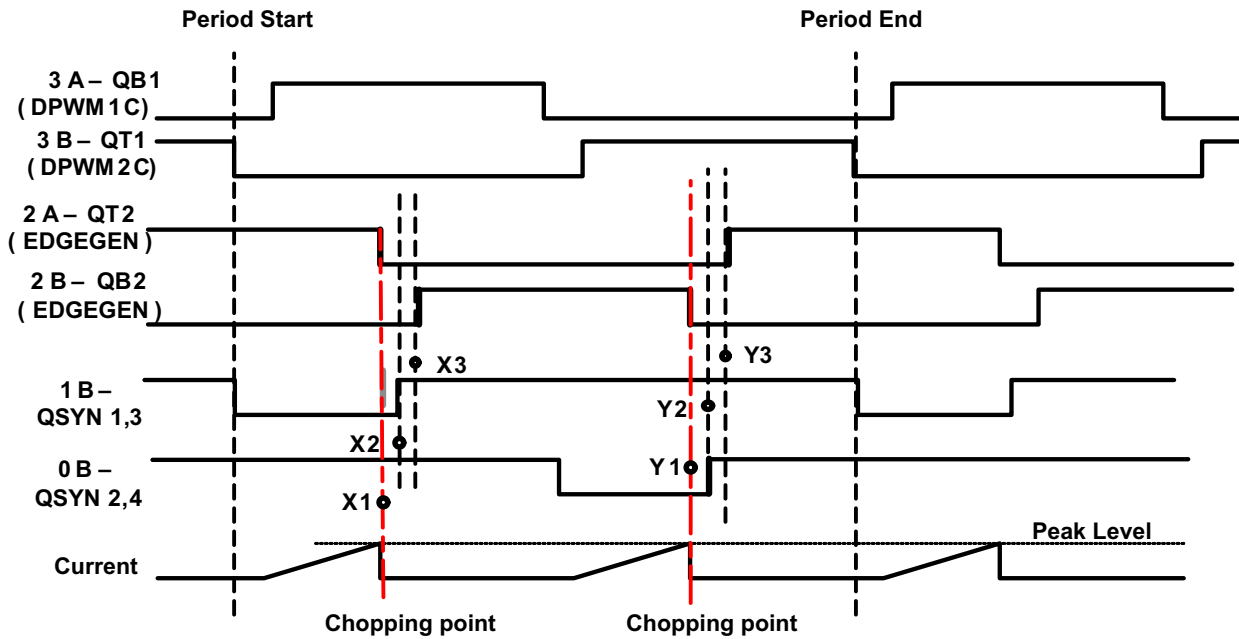 Period Start
Period End
3 A – QB1
( DPWM 1 C )
3 B – QT1
( DPWM 2 C )
2 A – QT2
( EDGEGEN )
2 B – QB2
( EDGEGEN )
X3
Y3
1 B –
QSYN 1,3
Y2
X2
0 B –
QSYN 2,4
Y1
X1
Peak Level
Current
Chopping point
Chopping point